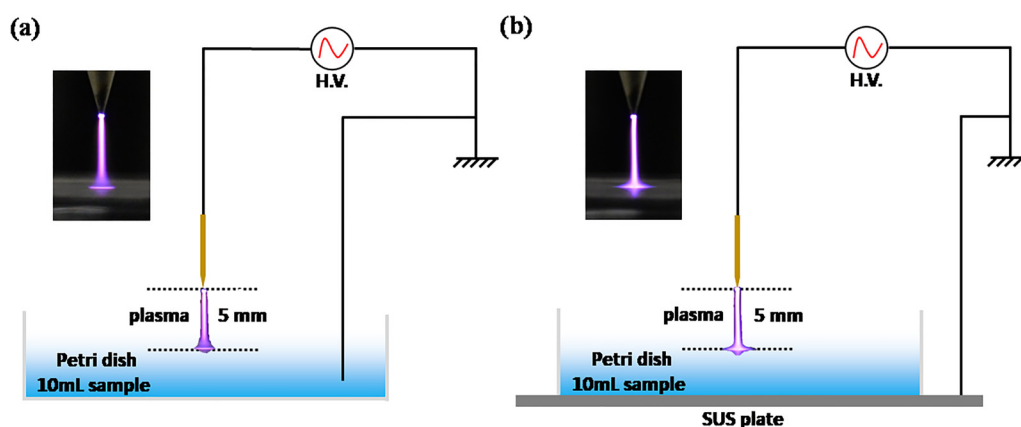 (a)
H.V.
plasma
5 mm
Petri dish
10mL sample
(b)
H.V.
plasma
5 mm
Petri dish
10mL sample
SUS plate